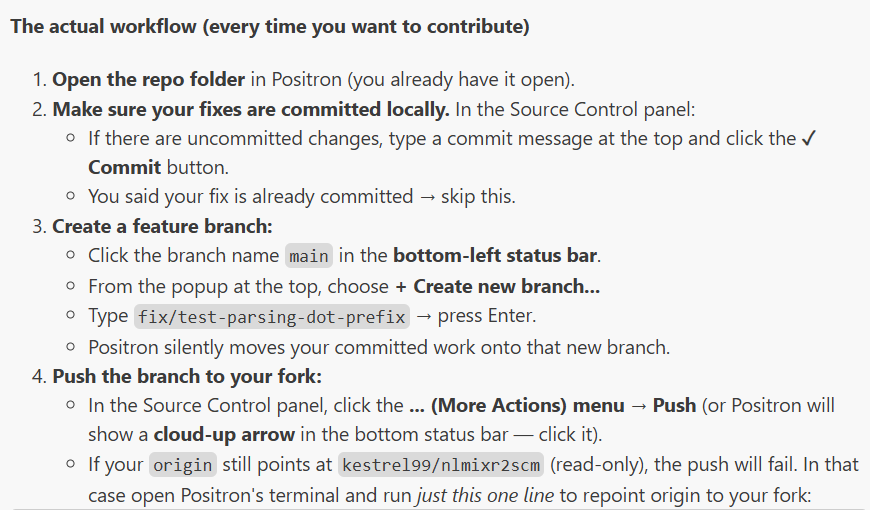 The actual workflow (every time you want to contribute)
1. Open the repo folder in Positron (you already have it open).
2. Make sure your fixes are committed locally. In the Source Control panel:
○ If there are uncommitted changes, type a commit message at the top and click the ✓
Commit button.
○ You said your fix is already committed → skip this.
3. Create a feature branch:
○ Click the branch name main in the bottom-left status bar.
○ From the popup at the top, choose + Create new branch...
○ Type fix/test-parsing-dot-prefix → press Enter.
○ Positron silently moves your committed work onto that new branch.
4. Push the branch to your fork:
○ In the Source Control panel, click the ... (More Actions) menu → Push (or Positron will
show a cloud-up arrow in the bottom status bar — click it).
○ If your origin still points at kestrel99/nlmixr2scm (read-only), the push will fail. In that
case open Positron's terminal and run just this one line to repoint origin to your fork: